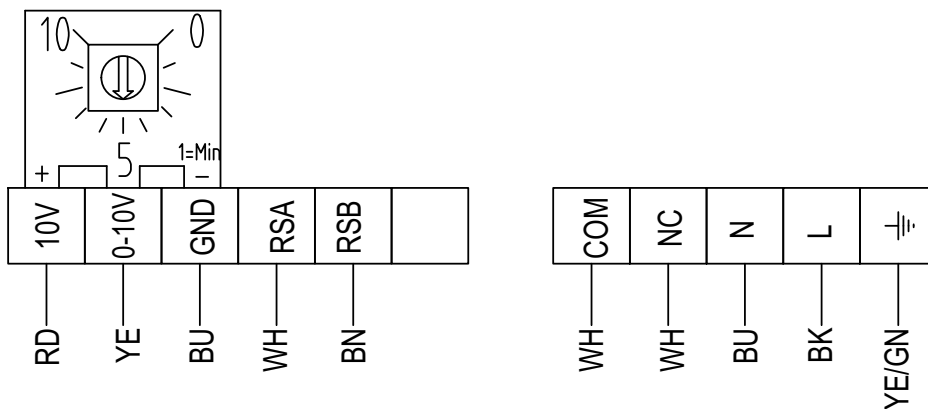 10 0
5 1=Min
+ −
10V 0-10V GND RSA RSB COM NC N L
RD YE BU WH BN WH WH BU BK YE/GN